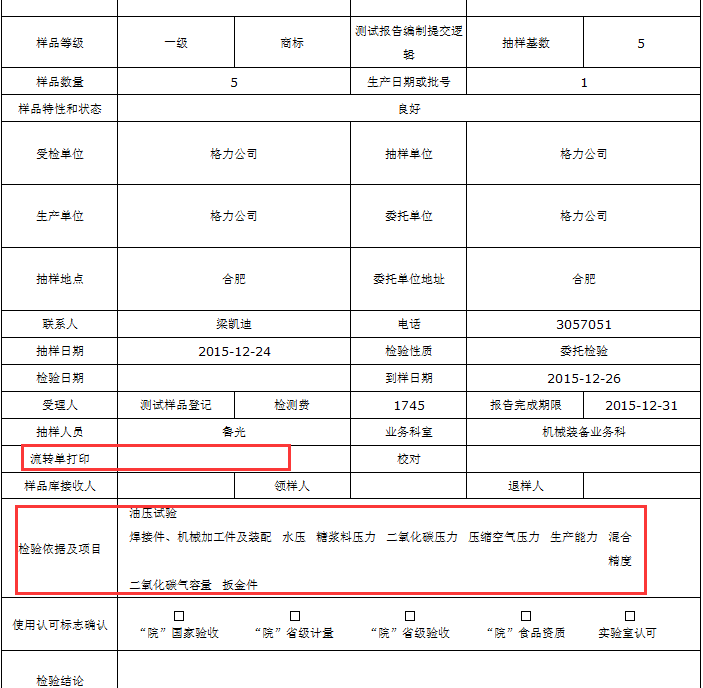 样品等级 一级 商标 测试报告编制提交逻辑 抽样基数 5
样品数量 5 生产日期或批号 1
样品特性和状态 良好
受检单位 格力公司 抽样单位 格力公司
生产单位 格力公司 委托单位 格力公司
抽样地点 合肥 委托单位地址 合肥
联系人 梁凯迪 电话 3057051
抽样日期 2015-12-24 检验性质 委托检验
检验日期 到样日期 2015-12-26
受理人 测试样品登记 检测费 1745 报告完成期限 2015-12-31
抽样人员 鲁光 业务科室 机械装备业务科
流转单打印 校对
样品库接收人 领样人 退样人
油压试验
检验依据及项目 焊接件、机械加工件及装配 水压 糖浆料压力 二氧化碳压力 压缩空气压力 生产能力 混合
精度
二氧化碳气容量 扳金件
使用认可标志确认 “院”国家验收 “院”省级计量 “院”省级验收 “院”食品资质 实验室认可
检验结论